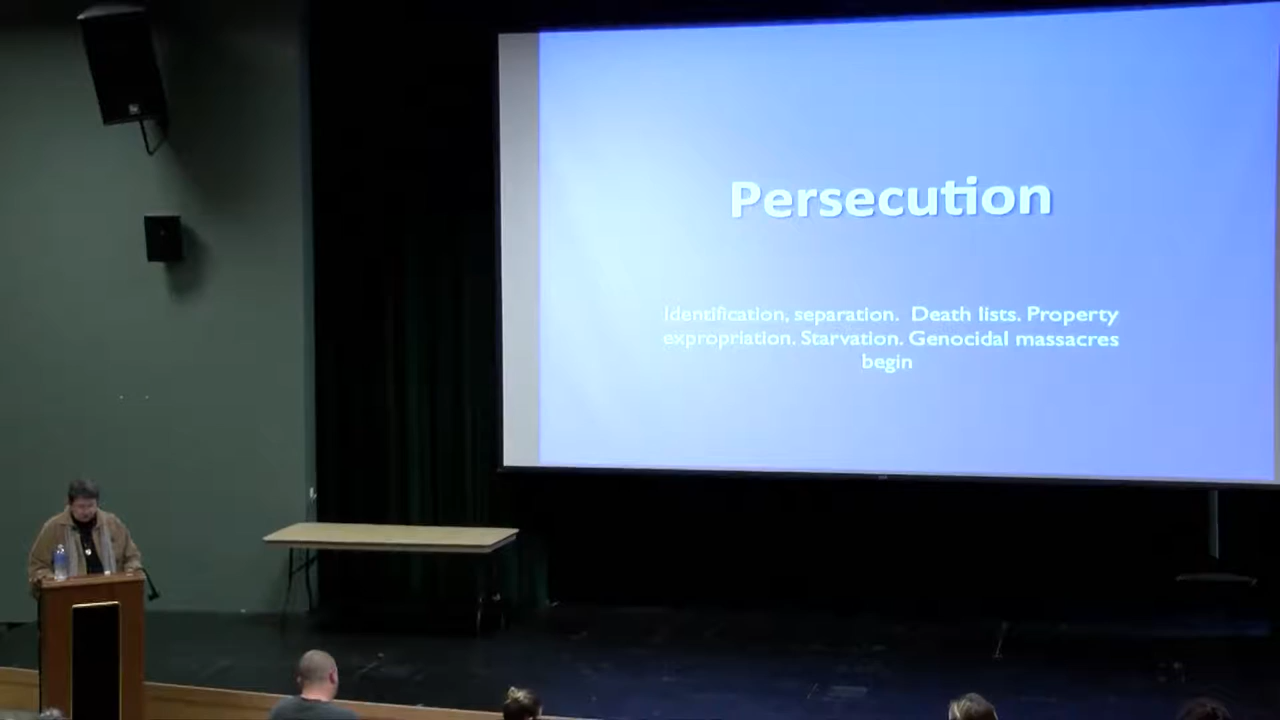 Persecution
Identification, separation.  Death lists. Property
expropriation. Starvation. Genocidal massacres
begin